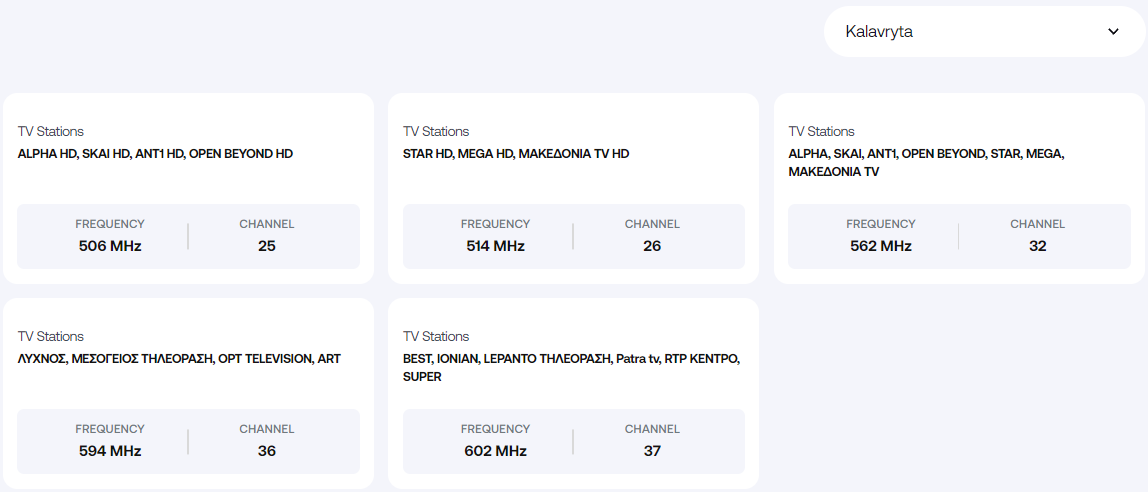 Kalavryta
TV Stations
ALPHA HD, SKAI HD, ANT1 HD, OPEN BEYOND HD
FREQUENCY CHANNEL
506 MHz 25
TV Stations
STAR HD, MEGA HD, ΜΑΚΕΔΟΝΙΑ TV HD
FREQUENCY CHANNEL
514 MHz 26
TV Stations
ALPHA, SKAI, ANT1, OPEN BEYOND, STAR, MEGA,
ΜΑΚΕΔΟΝΙΑ TV
FREQUENCY CHANNEL
562 MHz 32
TV Stations
ΛΥΧΝΟΣ, ΜΕΣΟΓΕΙΟΣ ΤΗΛΕΟΡΑΣΗ, ΟΡΤ TELEVISION, ART
FREQUENCY CHANNEL
594 MHz 36
TV Stations
BEST, IONIAN, LEPANTO ΤΗΛΕΟΡΑΣΗ, Patra tv, RTP ΚΕΝΤΡΟ,
SUPER
FREQUENCY CHANNEL
602 MHz 37